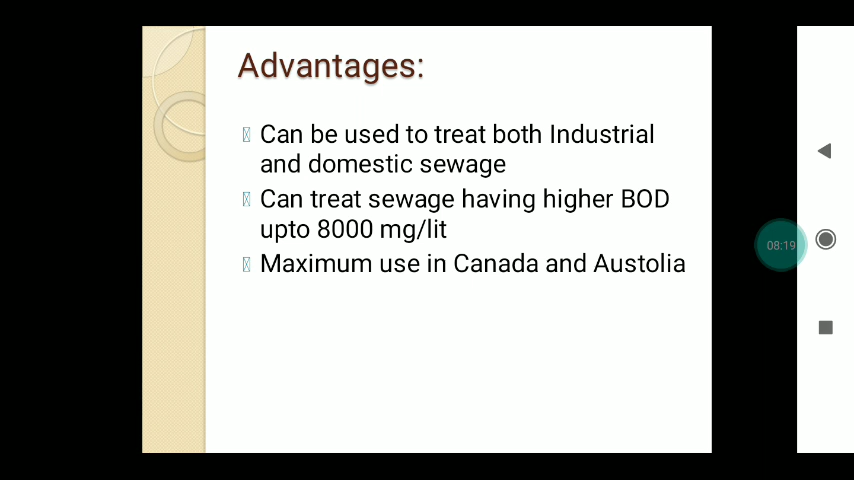 Advantages:
Can be used to treat both Industrial
and domestic sewage
Can treat sewage having higher BOD
upto 8000 mg/lit
Maximum use in Canada and Austolia
08:19